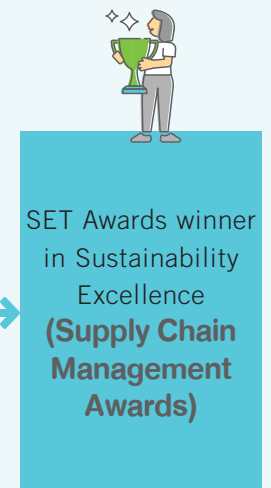 SET Awards winner
in Sustainability
Excellence
(Supply Chain
Management
Awards)